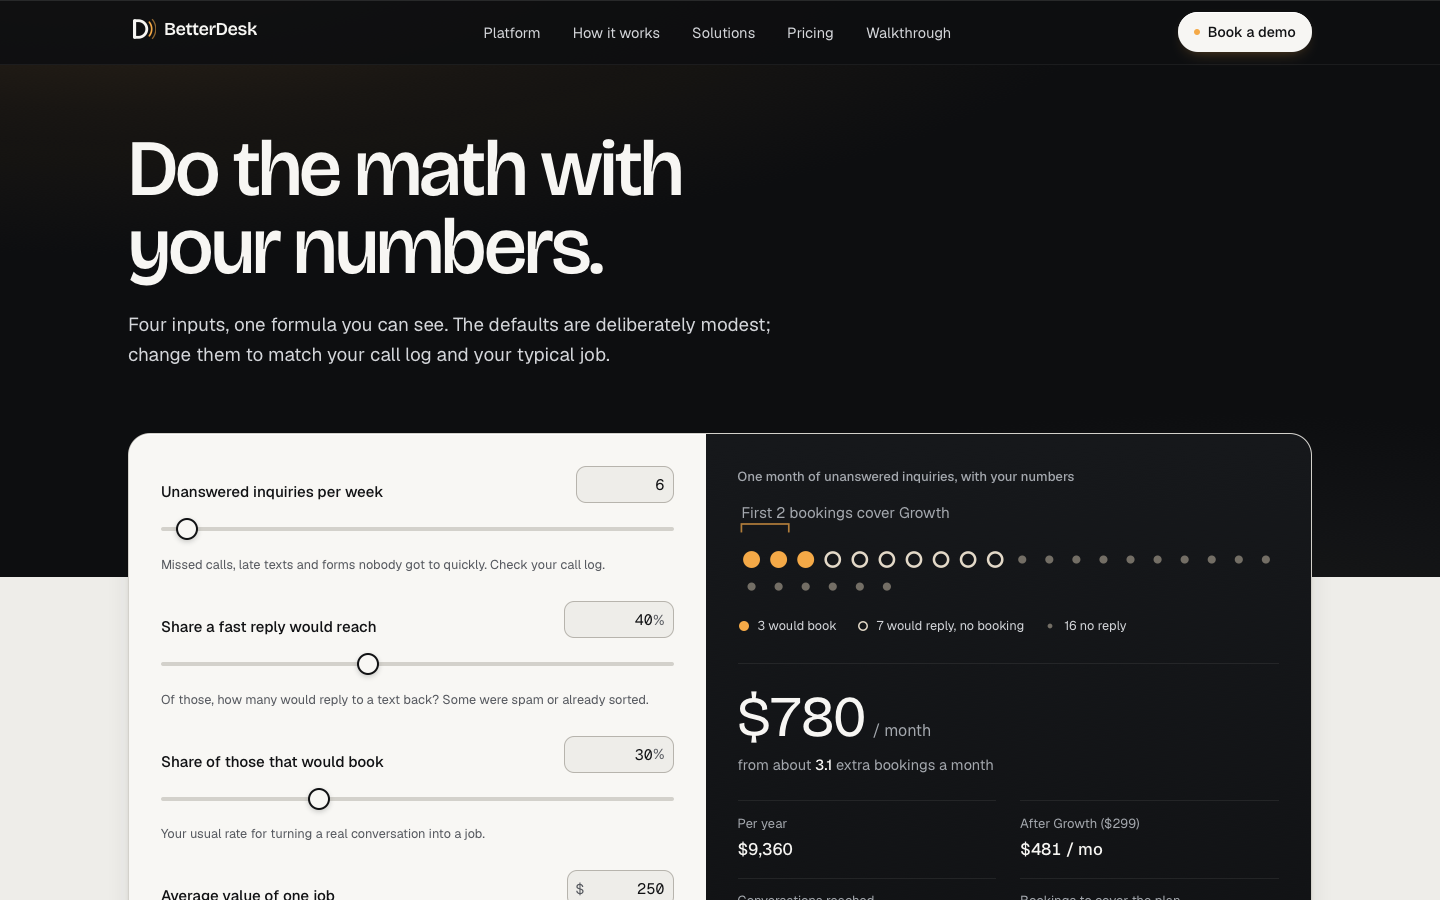 BetterDesk
Platform
How it works
Solutions
Pricing
Walkthrough
Book a demo
Do the math with
your numbers.
Four inputs, one formula you can see. The defaults are deliberately modest;
change them to match your call log and your typical job.
Unanswered inquiries per week
6
Missed calls, late texts and forms nobody got to quickly. Check your call log.
Share a fast reply would reach
40%
Of those, how many would reply to a text back? Some were spam or already sorted.
Share of those that would book
30%
Your usual rate for turning a real conversation into a job.
Average value of one job
$ 250
One month of unanswered inquiries, with your numbers
First 2 bookings cover Growth
3 would book
7 would reply, no booking
16 no reply
$780 / month
from about 3.1 extra bookings a month
Per year
$9,360
After Growth ($299)
$481 / mo
Conversations reached
Bookings to cover the plan